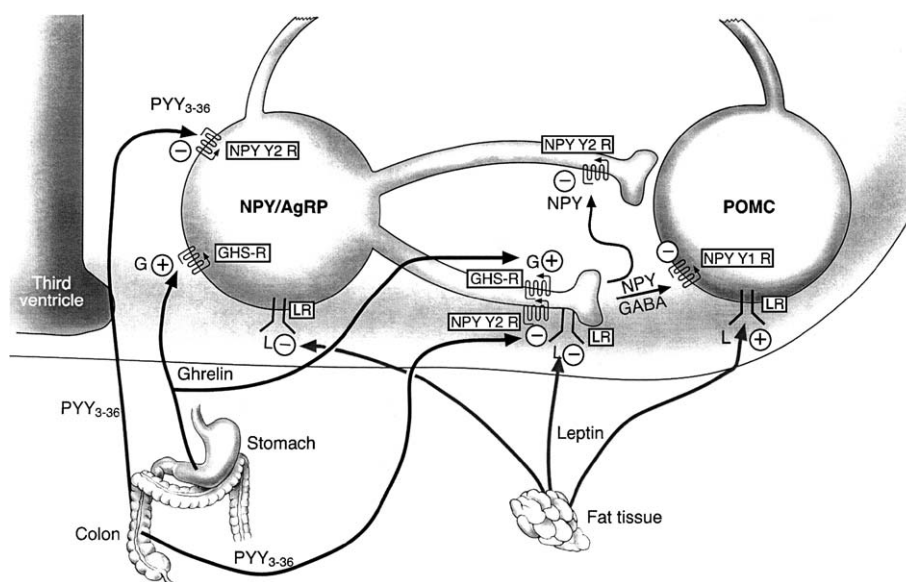 PYY3-36
NPY Y2 R
NPY Y2 R
NPY
NPY/AgRP
POMC
GHS-R
G
G
GHS-R
NPY Y1 R
NPY
GABA
Third
ventricle
LR
LR
LR
NPY Y2 R
L
L
L
Ghrelin
PYY3-36
Stomach
Leptin
Colon
PYY3-36
Fat tissue